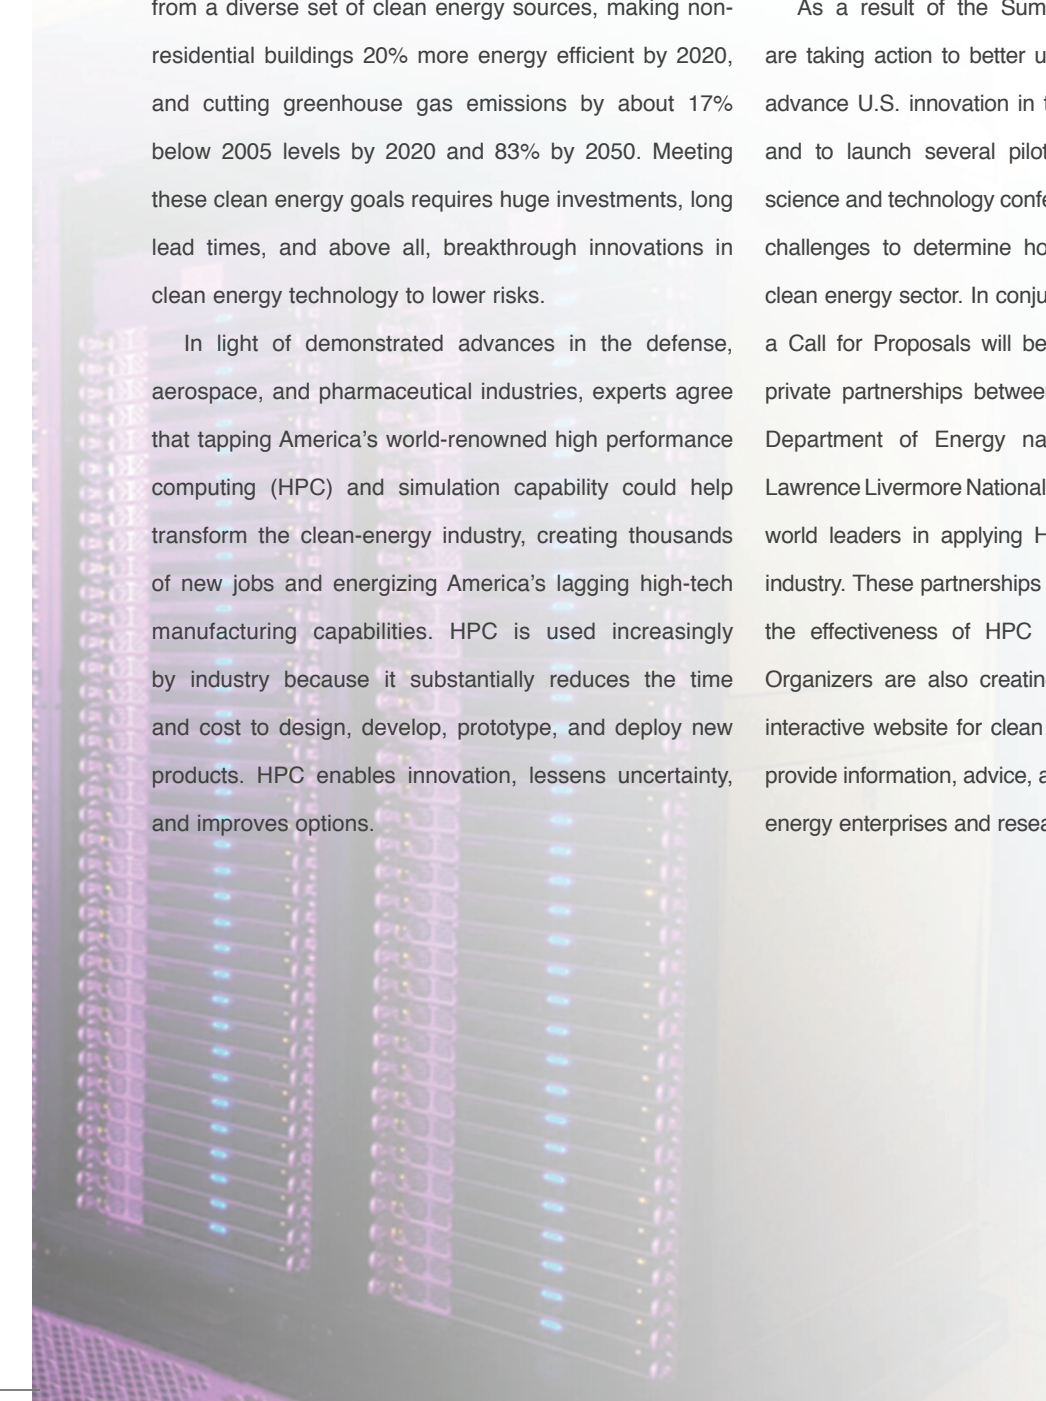 from a diverse set of clean energy sources, making non-
residential buildings 20% more energy efficient by 2020,
and cutting greenhouse gas emissions by about 17%
below 2005 levels by 2020 and 83% by 2050. Meeting
these clean energy goals requires huge investments, long
lead times, and above all, breakthrough innovations in
clean energy technology to lower risks.
In light of demonstrated advances in the defense,
aerospace, and pharmaceutical industries, experts agree
that tapping America’s world-renowned high performance
computing (HPC) and simulation capability could help
transform the clean-energy industry, creating thousands
of new jobs and energizing America’s lagging high-tech
manufacturing capabilities. HPC is used increasingly
by industry because it substantially reduces the time
and cost to design, develop, prototype, and deploy new
products. HPC enables innovation, lessens uncertainty,
and improves options.
As a result of the Sum
are taking action to better u
advance U.S. innovation in t
and to launch several pilot
science and technology confe
challenges to determine ho
clean energy sector. In conju
a Call for Proposals will be
private partnerships betwee
Department of Energy na
Lawrence Livermore National
world leaders in applying H
industry. These partnerships
the effectiveness of HPC
Organizers are also creatin
interactive website for clean
provide information, advice, a
energy enterprises and resea